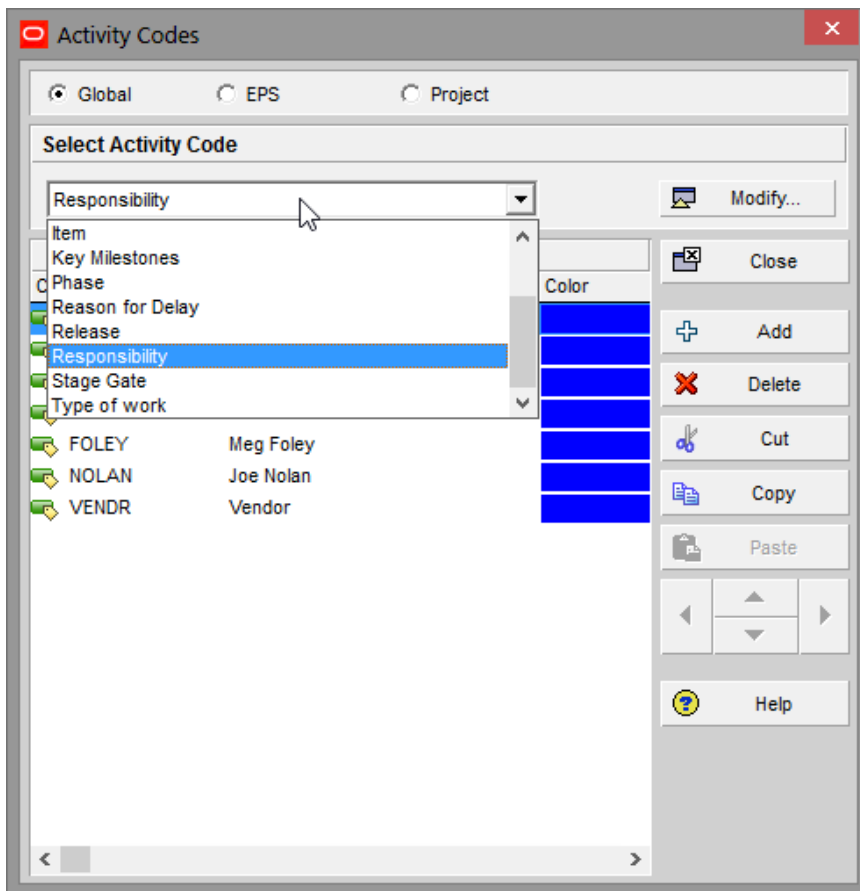 Activity Codes
Global EPS Project
Select Activity Code
Responsibility
Modify...
Item
Key Milestones
Phase
Reason for Delay
Release
Responsibility
Stage Gate
Type of work
Color
FOLEY Meg Foley
NOLAN Joe Nolan
VENDR Vendor
Close
Add
Delete
Cut
Copy
Paste
Help